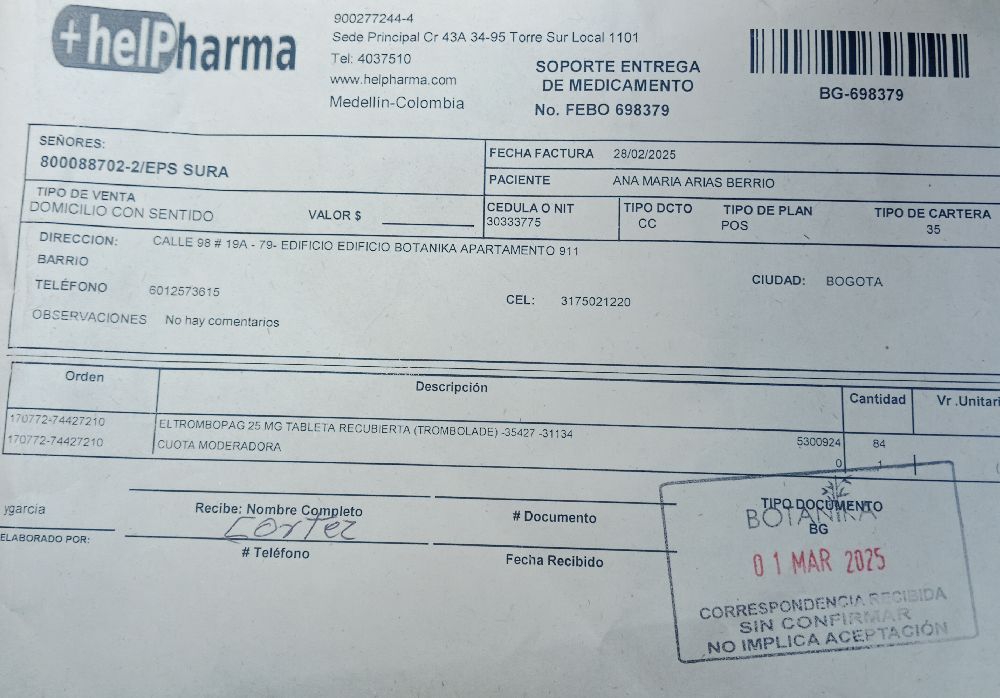 +helPharma
900277244-4
Sede Principal Cr 43A 34-95 Torre Sur Local 1101
Tel: 4037510
www.helpharma.com
Medellin-Colombia
SOPORTE ENTREGA
DE MEDICAMENTO
No. FEBO 698379
BG-698379
SEÑORES:
800088702-2/EPS SURA
FECHA FACTURA 28/02/2025
PACIENTE ANA MARIA ARIAS BERRIO
TIPO DE VENTA
DOMICILIO CON SENTIDO VALOR $
CEDULA O NIT TIPO DCTO TIPO DE PLAN TIPO DE CARTERA
30333775 CC POS 35
DIRECCION: CALLE 98 # 19A - 79- EDIFICIO EDIFICIO BOTANIKA APARTAMENTO 911
BARRIO
CIUDAD: BOGOTA
TELÉFONO 6012573615 CEL: 3175021220
OBSERVACIONES No hay comentarios
Orden Descripción Cantidad Vr .Unitari
170772-74427210 ELTROMBOPAG 25 MG TABLETA RECUBIERTA (TROMBOLADE) -35427 -31134 5300924 84
170772-74427210 CUOTA MODERADORA 0 1
ygarcia
ELABORADO POR:
Recibe: Nombre Completo
Cortez
# Teléfono
# Documento
Fecha Recibido
TIPO DOCUMENTO
BOTANIKA
BG
01 MAR 2025
CORRESPONDENCIA RECIBIDA
SIN CONFIRMAR
NO IMPLICA ACEPTACIÓN